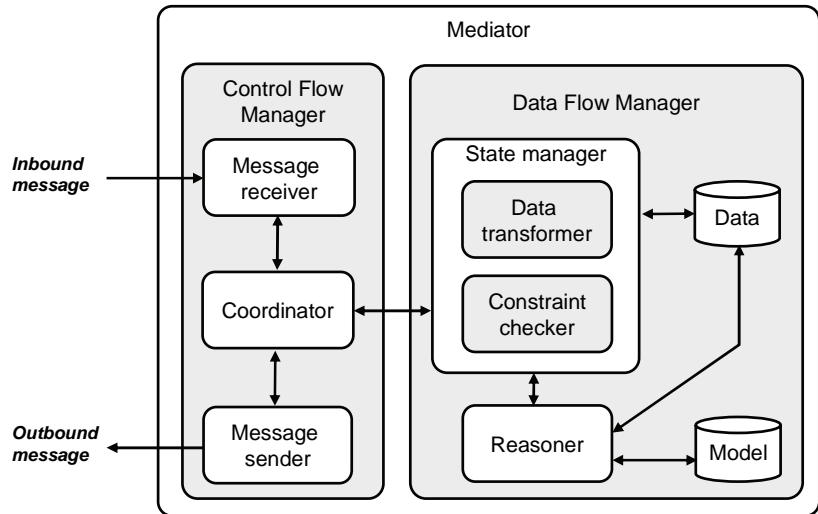 Mediator
Control Flow
Manager
Data Flow Manager
Inbound
message
Message
receiver
State manager
Data
transformer
Data
Coordinator
Constraint
checker
Outbound
message
Message
sender
Reasoner
Model